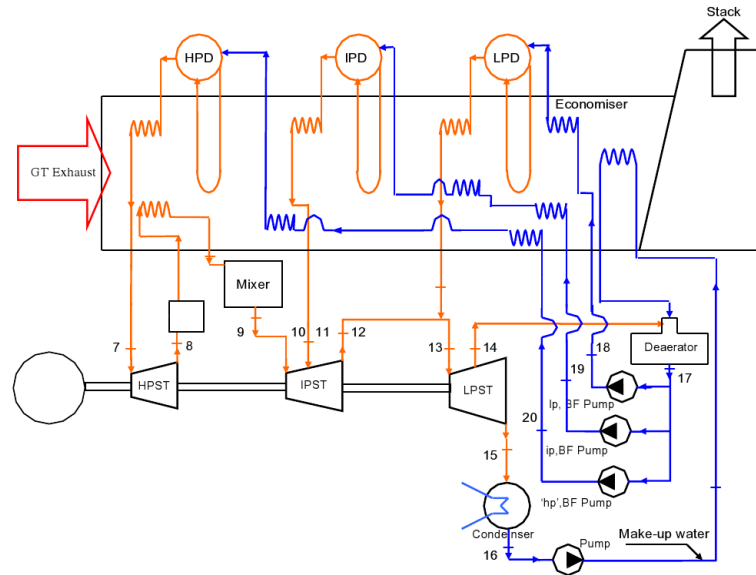 Stack
HPD
IPD
LPD
Economiser
GT Exhaust
Mixer
7
8
9
10
11
12
13
14
18
Deaerator
19
17
HPST
IPST
LPST
lp, BF Pump
20
ip,BF Pump
15
'hp',BF Pump
Condeinser
16
Pump
Make-up water